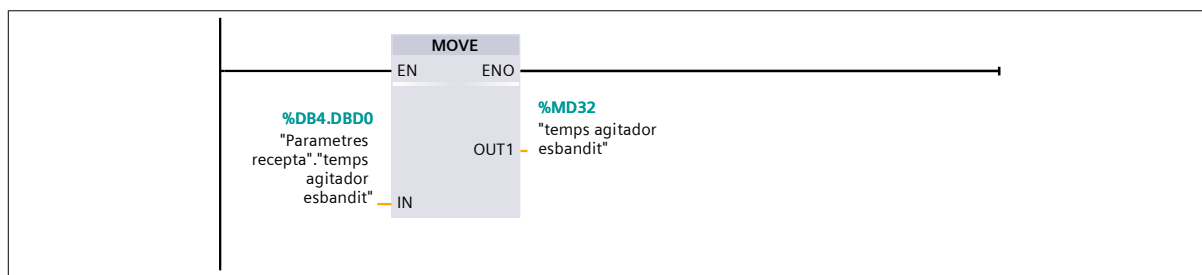 MOVE
EN ENO
%DB4.DBD0
"Parametres
recepta"."temps
agitador
esbandit"
IN
%MD32
"temps agitador
esbandit"
OUT1